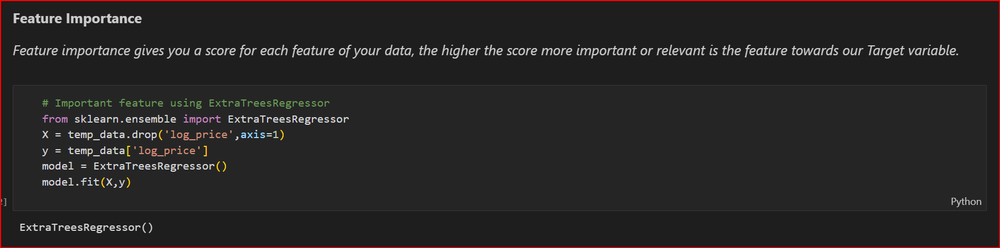 Feature Importance
Feature importance gives you a score for each feature of your data, the higher the score more important or relevant is the feature towards our Target variable.
# Important feature using ExtraTreesRegressor
from sklearn.ensemble import ExtraTreesRegressor
X = temp_data.drop('log_price',axis=1)
y = temp_data['log_price']
model = ExtraTreesRegressor()
model.fit(X,y)
2]
Python
ExtraTreesRegressor()